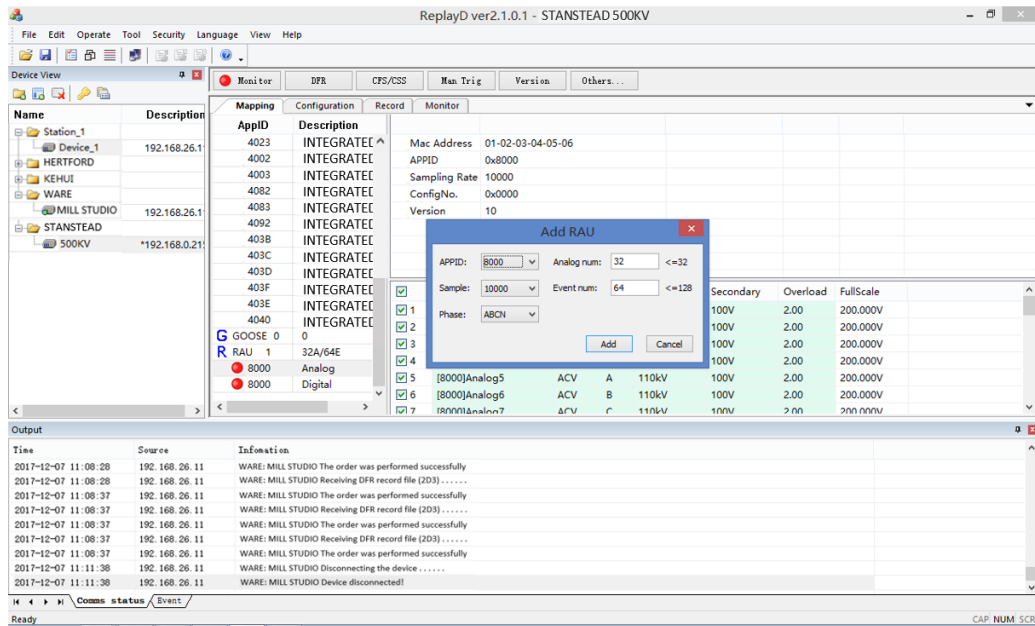 ReplayD ver2.1.0.1 - STANSTEAD 500KV
File Edit Operate Tool Security Language View Help
Device View
Monitor DFR CFS/CSS Man Trig Version Others...
Mapping Configuration Record Monitor
Name Description
Station_1
Device_1 192.168.26.1
HERTFORD
KEHUI
WARE
MILL STUDIO 192.168.26.1
STANSTEAD
500KV *192.168.0.21
AppID Description
4023 INTEGRATED
4002 INTEGRATED
4003 INTEGRATED
4082 INTEGRATED
4083 INTEGRATED
4092 INTEGRATED
403B INTEGRATED
403C INTEGRATED
403D INTEGRATED
403F INTEGRATED
403E INTEGRATED
4040 INTEGRATED
G GOOSE 0 0
R RAU 1 32A/64E
8000 Analog
8000 Digital
Mac Address 01-02-03-04-05-06
APPID 0x8000
Sampling Rate 10000
ConfigNo. 0x0000
Version 10
Add RAU
APPID: 8000 Analog num: 32 <=32
Sample: 10000 Event num: 64 <=128
Phase: ABCN
Add Cancel
Secondary Overload FullScale
1 100V 2.00 200.000V
2 100V 2.00 200.000V
3 100V 2.00 200.000V
4 100V 2.00 200.000V
5 [8000]Analog5 ACV A 110kV 100V 2.00 200.000V
6 [8000]Analog6 ACV B 110kV 100V 2.00 200.000V
7 [8000]Analog7 ACV C 110kV 100V 2.00 200.000V
Output
Time Source Infomation
2017-12-07 11:08:28 192.168.26.11 WARE: MILL STUDIO The order was performed successfully
2017-12-07 11:08:28 192.168.26.11 WARE: MILL STUDIO Receiving DFR record file (2D3) . . . . . .
2017-12-07 11:08:37 192.168.26.11 WARE: MILL STUDIO The order was performed successfully
2017-12-07 11:08:37 192.168.26.11 WARE: MILL STUDIO Receiving DFR record file (2D3) . . . . . .
2017-12-07 11:08:37 192.168.26.11 WARE: MILL STUDIO The order was performed successfully
2017-12-07 11:08:37 192.168.26.11 WARE: MILL STUDIO Receiving DFR record file (2D3) . . . . . .
2017-12-07 11:08:37 192.168.26.11 WARE: MILL STUDIO The order was performed successfully
2017-12-07 11:11:38 192.168.26.11 WARE: MILL STUDIO Disconnecting the device . . . . . .
2017-12-07 11:11:38 192.168.26.11 WARE: MILL STUDIO Device disconnected!
Comms status Event
Ready CAP NUM SCR